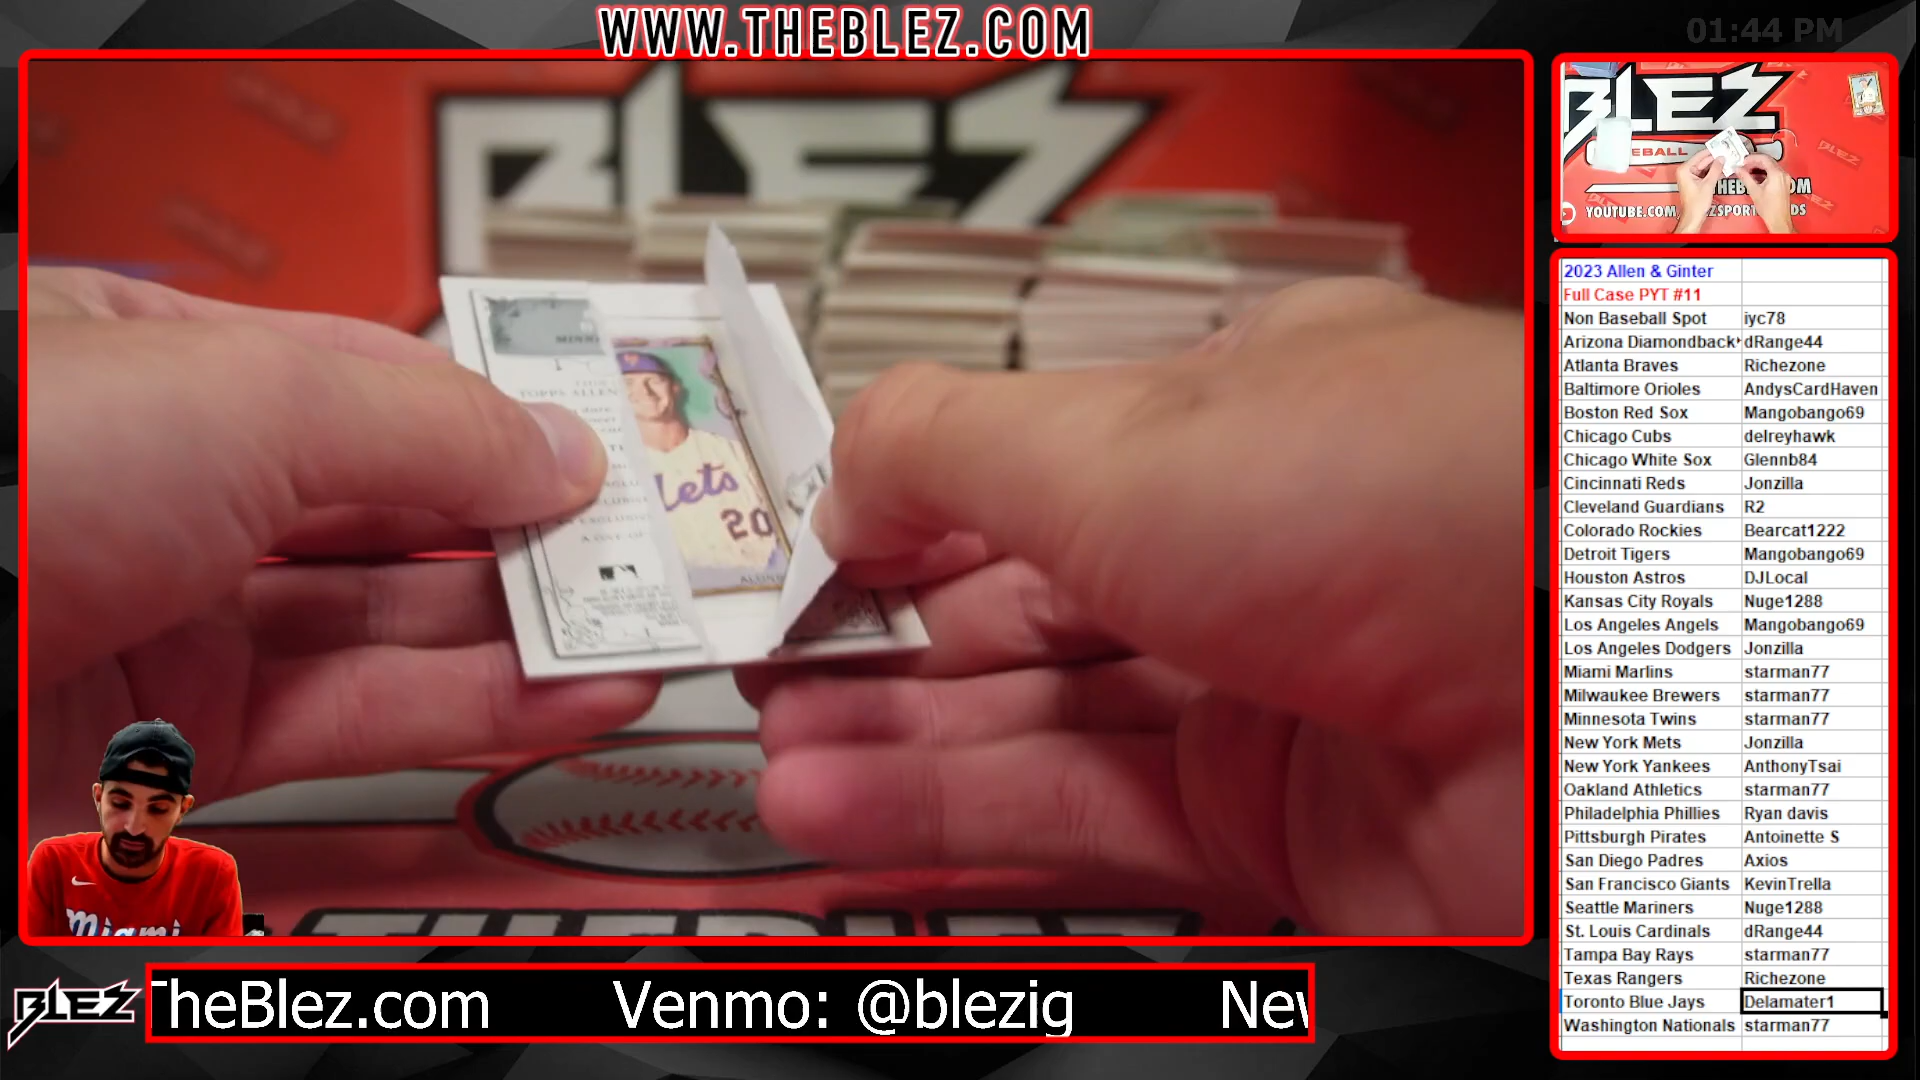 WWW.THEBLEZ.COM
01:44 PM
BLEZ
Mets
20
BLEZ
YOUTUBE.COM
2023 Allen & Ginter
Full Case PYT #11
Non Baseball Spot iyc78
Arizona Diamondback dRange44
Atlanta Braves Richezone
Baltimore Orioles AndysCardHaven
Boston Red Sox Mangobango69
Chicago Cubs delreyhawk
Chicago White Sox Glennb84
Cincinnati Reds Jonzilla
Cleveland Guardians R2
Colorado Rockies Bearcat1222
Detroit Tigers Mangobango69
Houston Astros DJLocal
Kansas City Royals Nuge1288
Los Angeles Angels Mangobango69
Los Angeles Dodgers Jonzilla
Miami Marlins starman77
Milwaukee Brewers starman77
Minnesota Twins starman77
New York Mets Jonzilla
New York Yankees AnthonyTsai
Oakland Athletics starman77
Philadelphia Phillies Ryan davis
Pittsburgh Pirates Antoinette S
San Diego Padres Axios
San Francisco Giants KevinTrella
Seattle Mariners Nuge1288
St. Louis Cardinals dRange44
Tampa Bay Rays starman77
Texas Rangers Richezone
Toronto Blue Jays Delamater1
Washington Nationals starman77
Miami
BLEZ
TheBlez.com Venmo: @blezig New